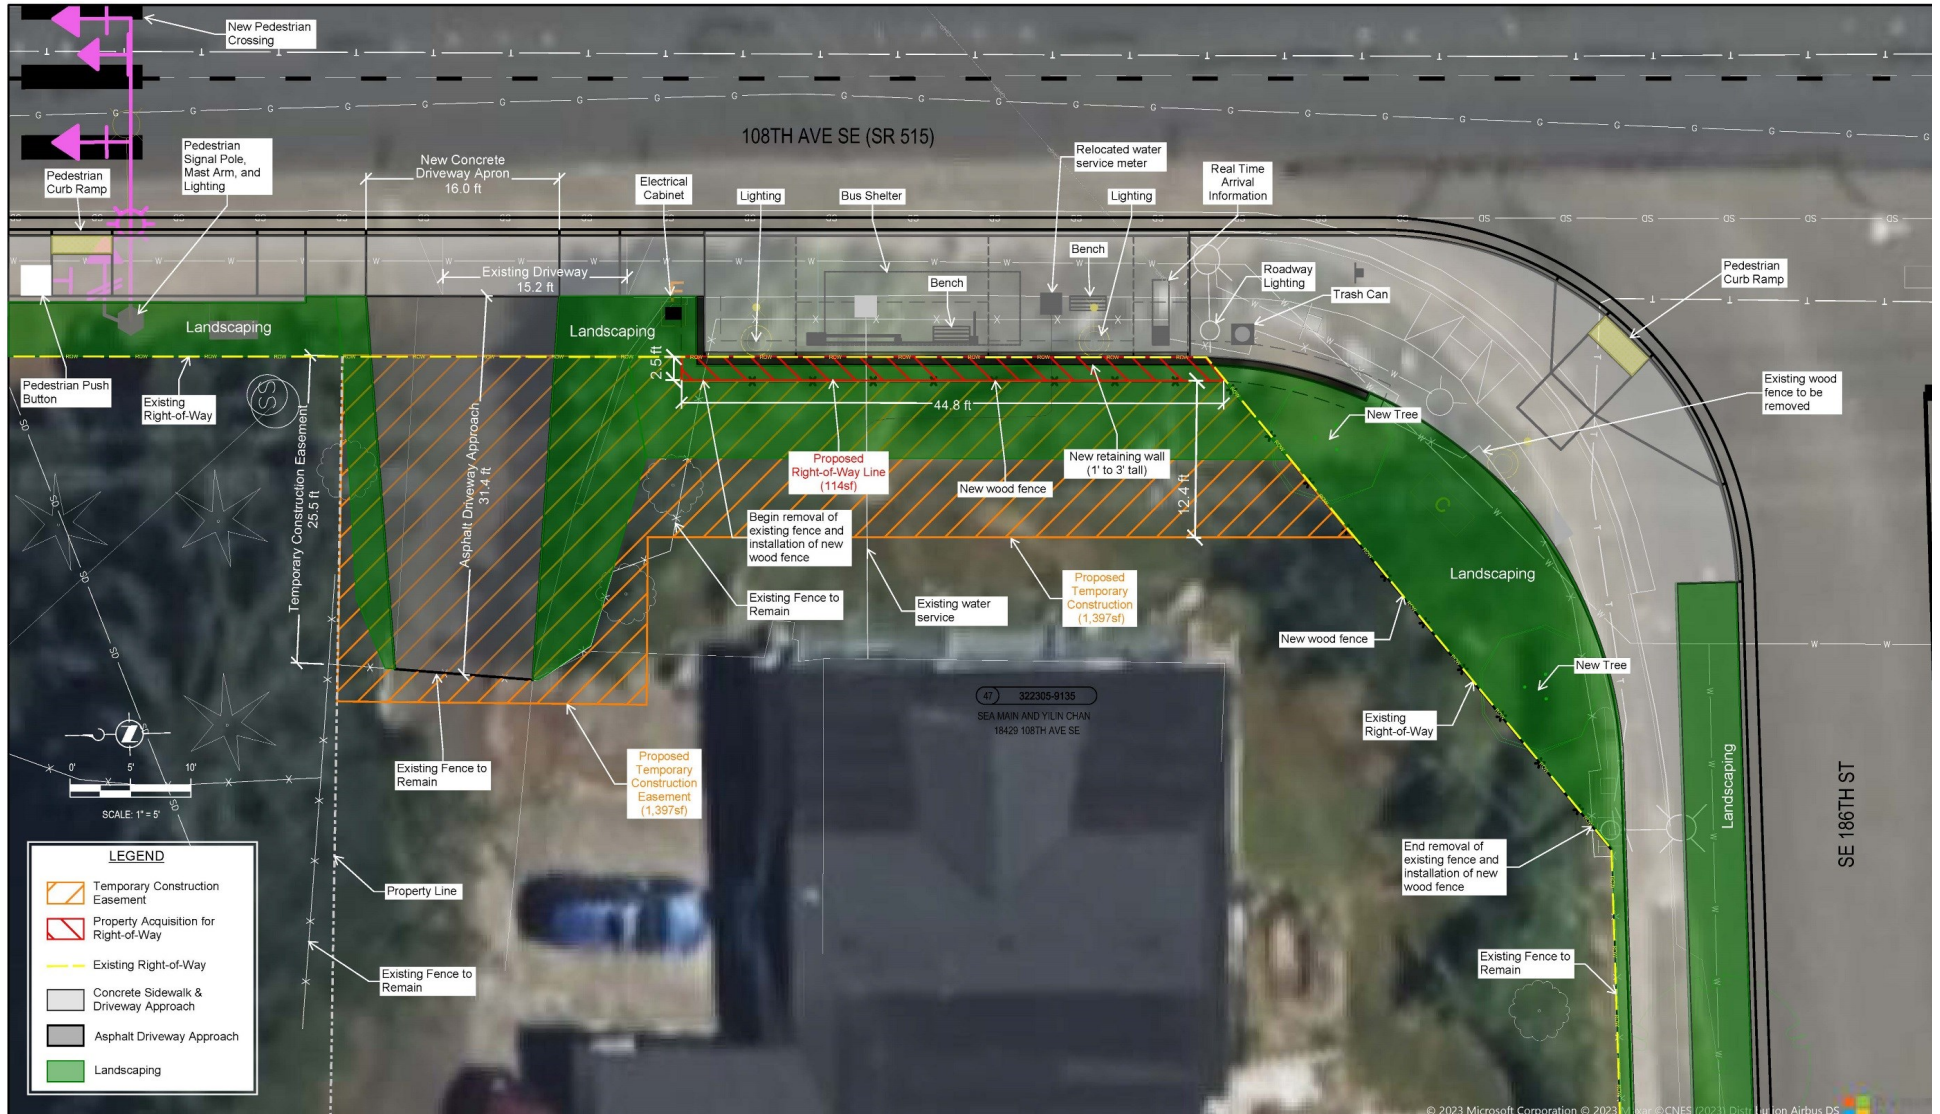 New Pedestrian
Crossing
108TH AVE SE (SR 515)
Pedestrian
Signal Pole,
Mast Arm, and
Lighting
Pedestrian
Curb Ramp
New Concrete
Driveway Apron
16.0 ft
Electrical
Cabinet
Lighting
Bus Shelter
Relocated water
service meter
Lighting
Real Time
Arrival
Information
Existing Driveway
15.2 ft
Bench
Bench
Roadway
Lighting
Trash Can
Pedestrian
Curb Ramp
Landscaping
Landscaping
Pedestrian Push
Button
Existing
Right-of-Way
SS
Temporary Construction Easement
25.5 ft
Asphalt Driveway Approach
31.4 ft
2.5 ft
44.8 ft
12.4 ft
Proposed
Right-of-Way Line
(114sf)
New wood fence
New retaining wall
(1' to 3' tall)
New Tree
Existing wood
fence to be
removed
Begin removal of
existing fence and
installation of new
wood fence
Existing Fence to
Remain
Existing water
service
Proposed
Temporary
Construction
(1,397sf)
Landscaping
New wood fence
New Tree
47
322305-9135
SEA MAIN AND YILIN CHAN
18429 108TH AVE SE
Existing
Right-of-Way
Existing Fence to
Remain
Proposed
Temporary
Construction
Easement
(1,397sf)
Landscaping
SE 186TH ST
Z
0'
5'
10'
SCALE: 1" = 5'
End removal of
existing fence and
installation of new
wood fence
Property Line
Existing Fence to
Remain
Existing Fence to
Remain
LEGEND
Temporary Construction
Easement
Property Acquisition for
Right-of-Way
Existing Right-of-Way
Concrete Sidewalk &
Driveway Approach
Asphalt Driveway Approach
Landscaping
© 2023 Microsoft Corporation © 2023 Maxar ©CNES (2023) Distribution Airbus DS